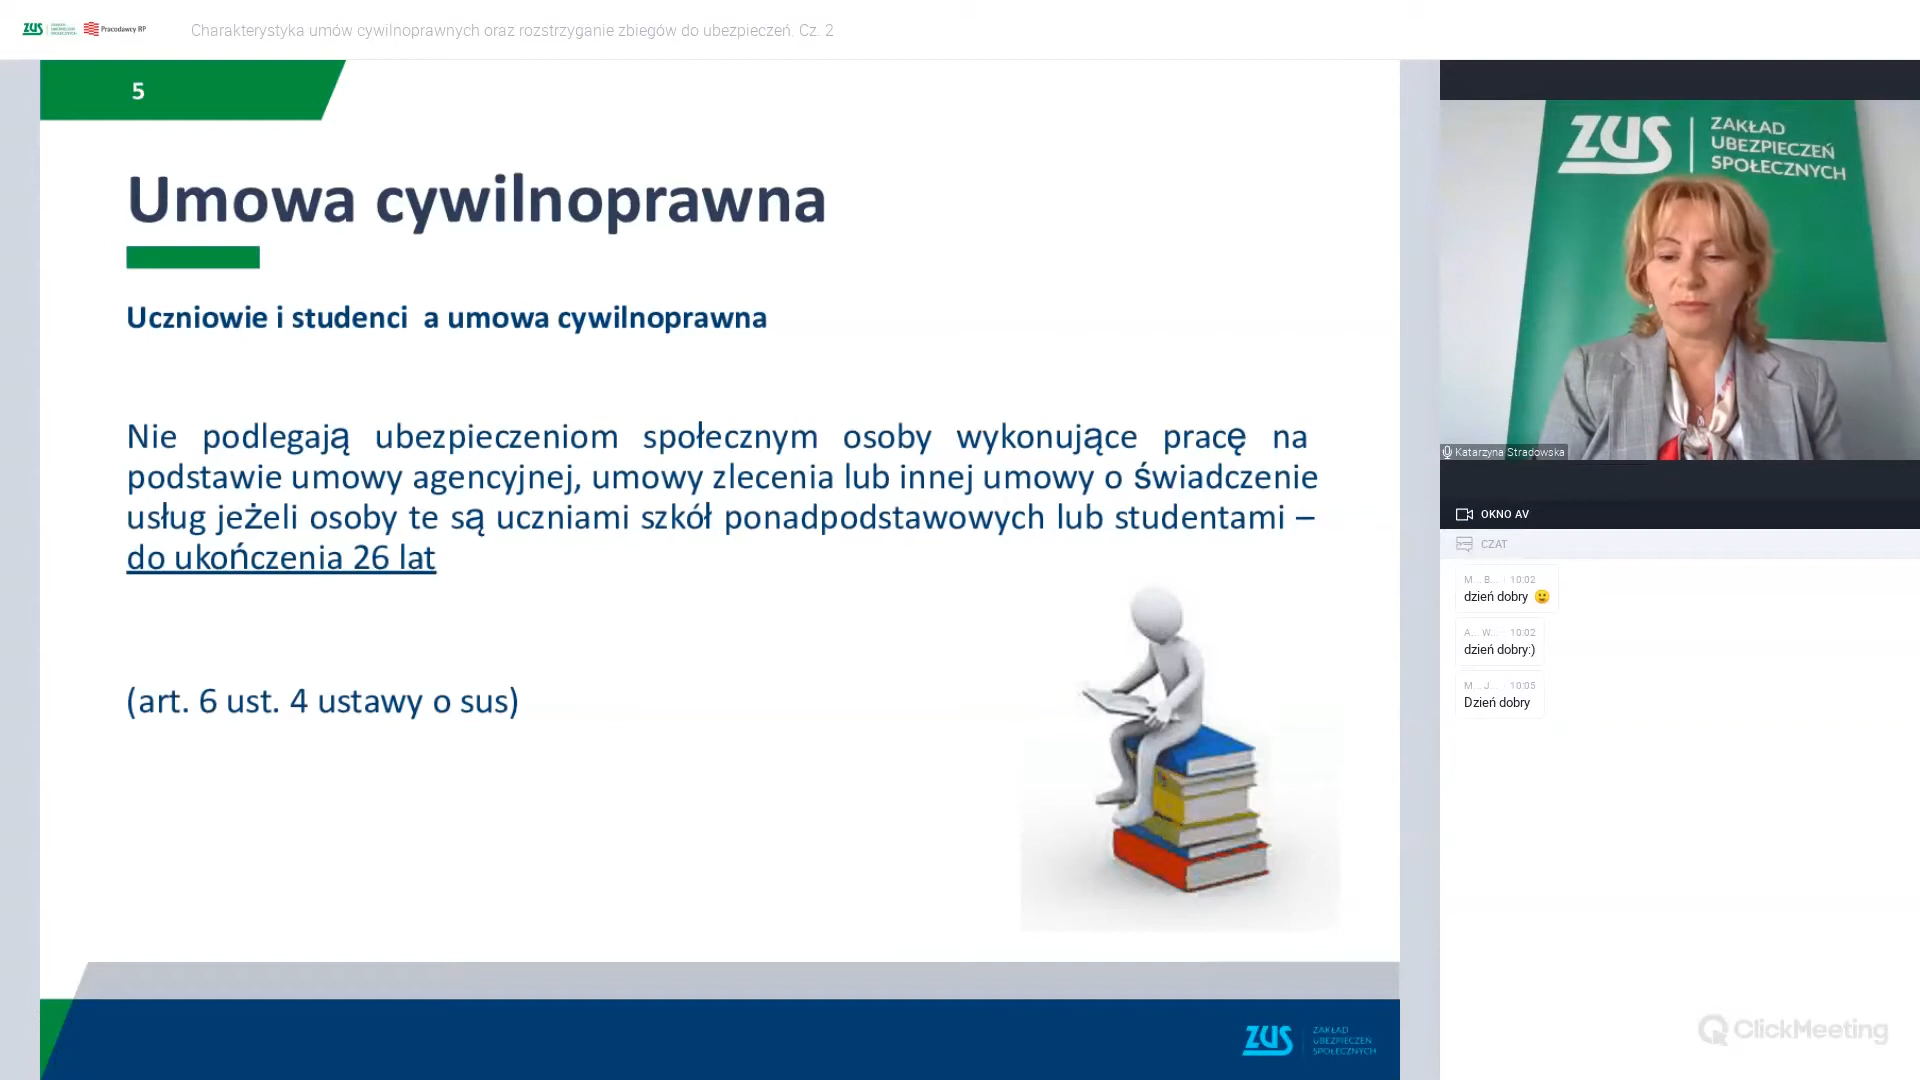 ZUS
Pracodawcy RP
Charakterystyka umów cywilnoprawnych oraz rozstrzyganie zbiegów do ubezpieczeń. Cz. 2
5
Umowa cywilnoprawna
Uczniowie i studenci a umowa cywilnoprawna
Nie podlegają ubezpieczeniom społecznym osoby wykonujące pracę na
podstawie umowy agencyjnej, umowy zlecenia lub innej umowy o świadczenie
usług jeżeli osoby te są uczniami szkół ponadpodstawowych lub studentami –
do ukończenia 26 lat
(art. 6 ust. 4 ustawy o sus)
ZUS
ZAKŁAD
UBEZPIECZEŃ
SPOŁECZNYCH
ZUS
ZAKŁAD
UBEZPIECZEŃ
SPOŁECZNYCH
Katarzyna Stradowska
OKNO AV
CZAT
M... B... · 10:02
dzień dobry 🙂
A... W... · 10:02
dzień dobry:)
M... J... · 10:05
Dzień dobry
ClickMeeting